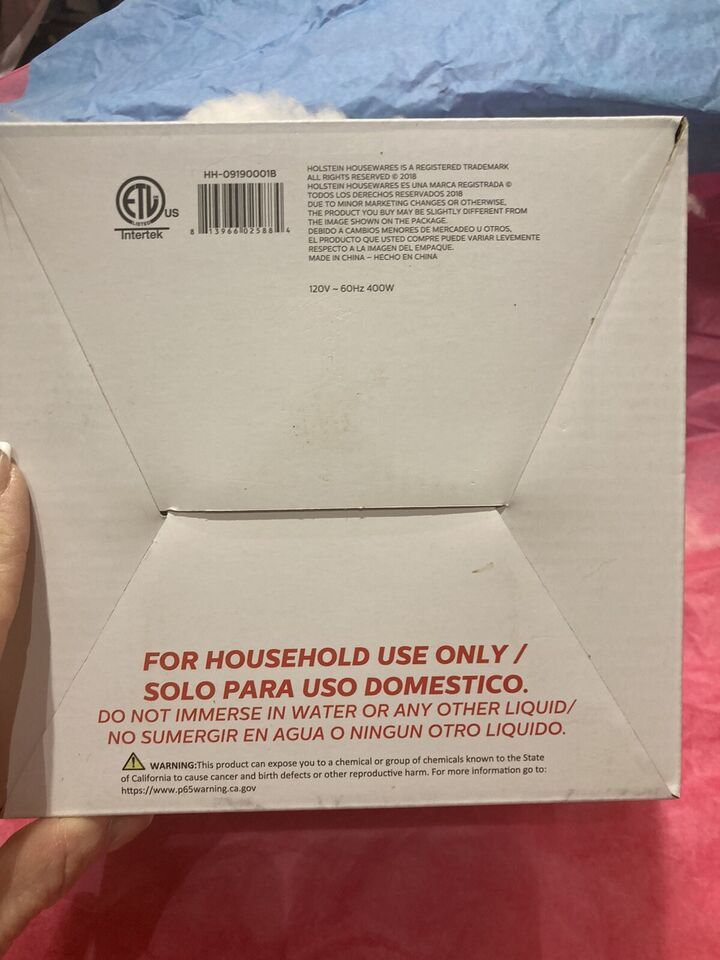 ETL
LISTED
US
Intertek
HH-09190001B
8 13966 02588 4
HOLSTEIN HOUSEWARES IS A REGISTERED TRADEMARK
ALL RIGHTS RESERVED © 2018
HOLSTEIN HOUSEWARES ES UNA MARCA REGISTRADA ©
TODOS LOS DERECHOS RESERVADOS 2018
DUE TO MINOR MARKETING CHANGES OR OTHERWISE,
THE PRODUCT YOU BUY MAY BE SLIGHTLY DIFFERENT FROM
THE IMAGE SHOWN ON THE PACKAGE.
DEBIDO A CAMBIOS MENORES DE MERCADEO U OTROS,
EL PRODUCTO QUE USTED COMPRE PUEDE VARIAR LEVEMENTE
RESPECTO A LA IMAGEN DEL EMPAQUE.
MADE IN CHINA – HECHO EN CHINA
120V ~ 60Hz 400W
FOR HOUSEHOLD USE ONLY /
SOLO PARA USO DOMESTICO.
DO NOT IMMERSE IN WATER OR ANY OTHER LIQUID/
NO SUMERGIR EN AGUA O NINGUN OTRO LIQUIDO.
WARNING:This product can expose you to a chemical or group of chemicals known to the State
of California to cause cancer and birth defects or other reproductive harm. For more information go to:
https://www.p65warning.ca.gov